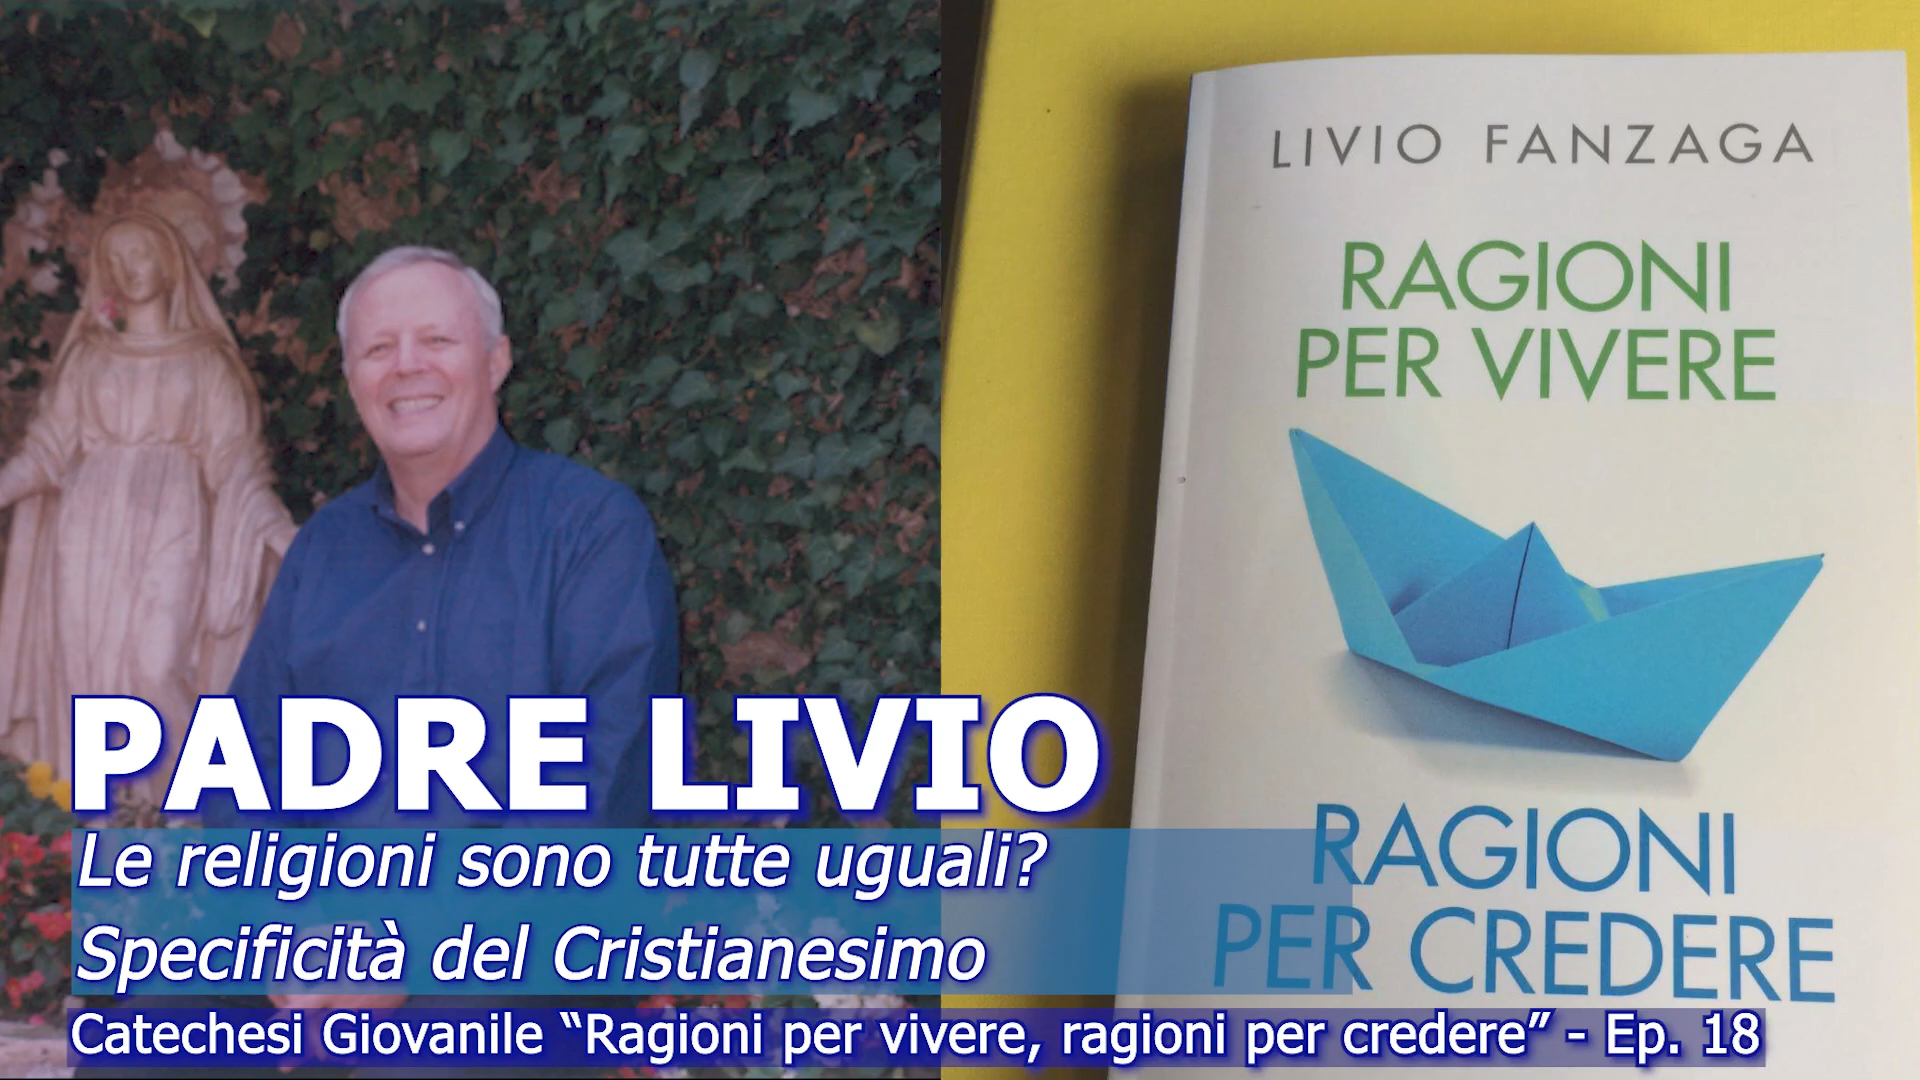 LIVIO FANZAGA
RAGIONI
PER VIVERE
RAGIONI
PER CREDERE
PADRE LIVIO
Le religioni sono tutte uguali?
Specificità del Cristianesimo
Catechesi Giovanile “Ragioni per vivere, ragioni per credere” - Ep. 18